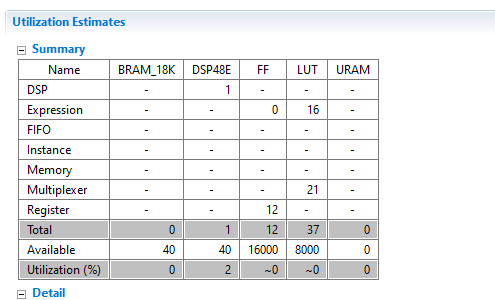 Utilization Estimates
Summary
Name BRAM_18K DSP48E FF LUT URAM
DSP - 1 - - -
Expression - - 0 16 -
FIFO - - - - -
Instance - - - - -
Memory - - - - -
Multiplexer - - - 21 -
Register - - 12 - -
Total 0 1 12 37 0
Available 40 40 16000 8000 0
Utilization (%) 0 2 ~0 ~0 0
Detail